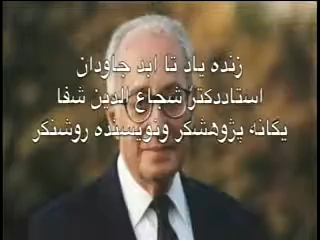 زنده یاد تا ابد جاودان
استاددکتر شجاع الدین شفا
یگانه پژوهشگر ونویسنده روشنگر